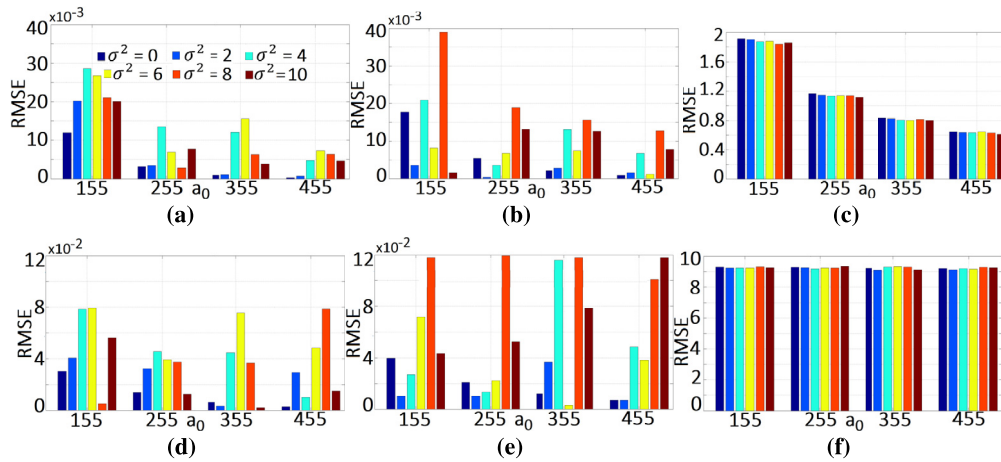 x10⁻³
40
30
20
10
0
RMSE
σ² = 0 σ² = 2 σ² = 4
σ² = 6 σ² = 8 σ² = 10
155 255 a₀ 355 455
(a)
x10⁻³
40
30
20
10
0
RMSE
155 255 a₀ 355 455
(b)
2
1.6
1.2
0.8
0.4
0
RMSE
155 255 a₀ 355 455
(c)
x10⁻²
12
8
4
0
RMSE
155 255 a₀ 355 455
(d)
x10⁻²
12
8
4
0
RMSE
155 255 a₀ 355 455
(e)
10
8
6
4
2
0
RMSE
155 255 a₀ 355 455
(f)